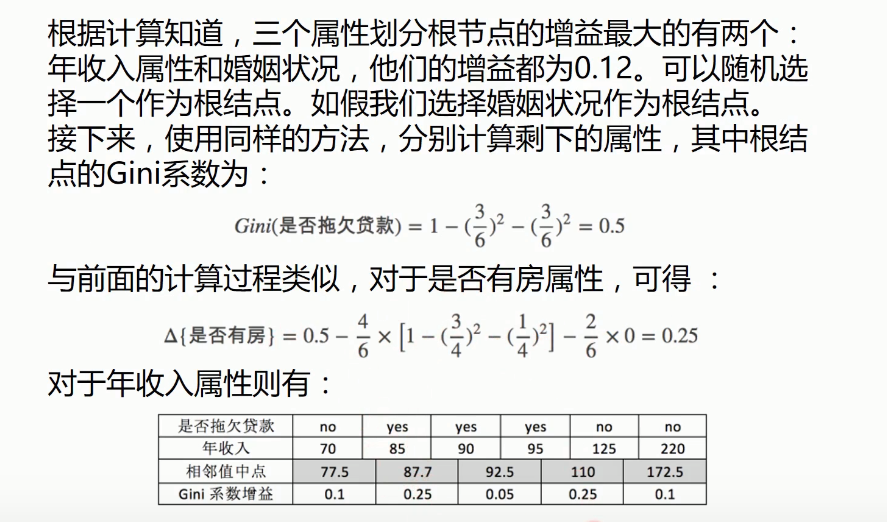 根据计算知道，三个属性划分根节点的增益最大的有两个：
年收入属性和婚姻状况，他们的增益都为0.12。可以随机选
择一个作为根结点。如假我们选择婚姻状况作为根结点。
接下来，使用同样的方法，分别计算剩下的属性，其中根结
点的Gini系数为：
Gini(是否拖欠贷款) = 1 − (3/6)² − (3/6)² = 0.5
与前面的计算过程类似，对于是否有房属性，可得 ：
Δ{是否有房} = 0.5 − 4/6 × [1 − (3/4)² − (1/4)²] − 2/6 × 0 = 0.25
对于年收入属性则有：
是否拖欠贷款 no yes yes yes no no
年收入 70 85 90 95 125 220
相邻值中点 77.5 87.7 92.5 110 172.5
Gini 系数增益 0.1 0.25 0.05 0.25 0.1